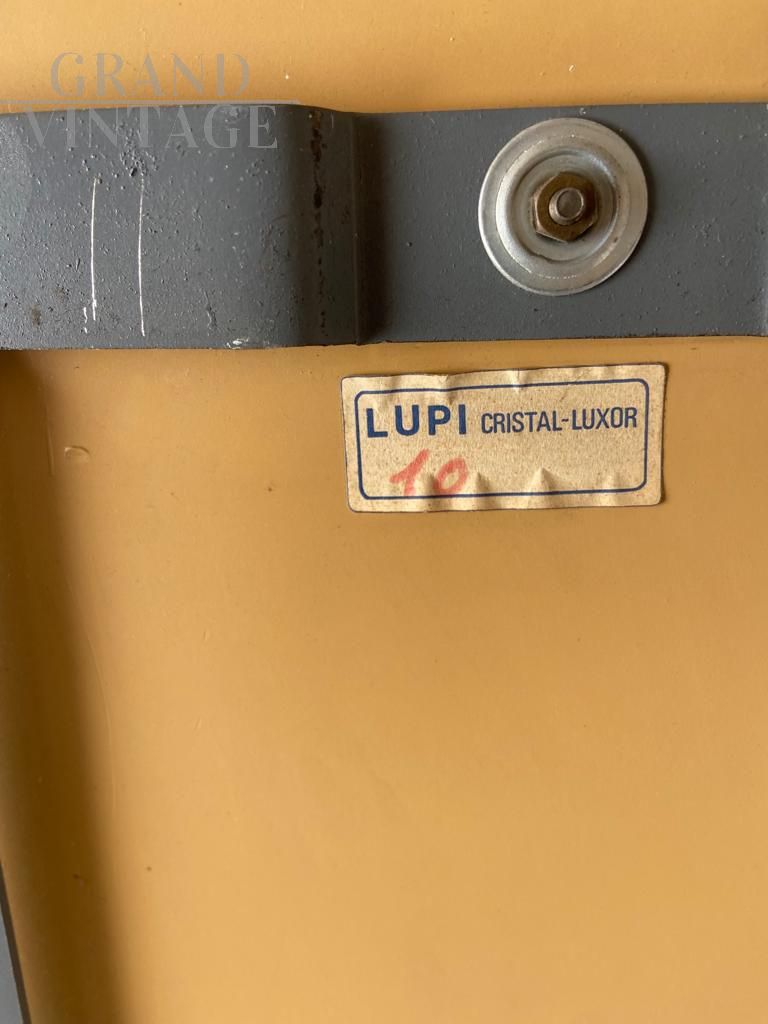 GRAND
VINTAGE
LUPI CRISTAL-LUXOR
10